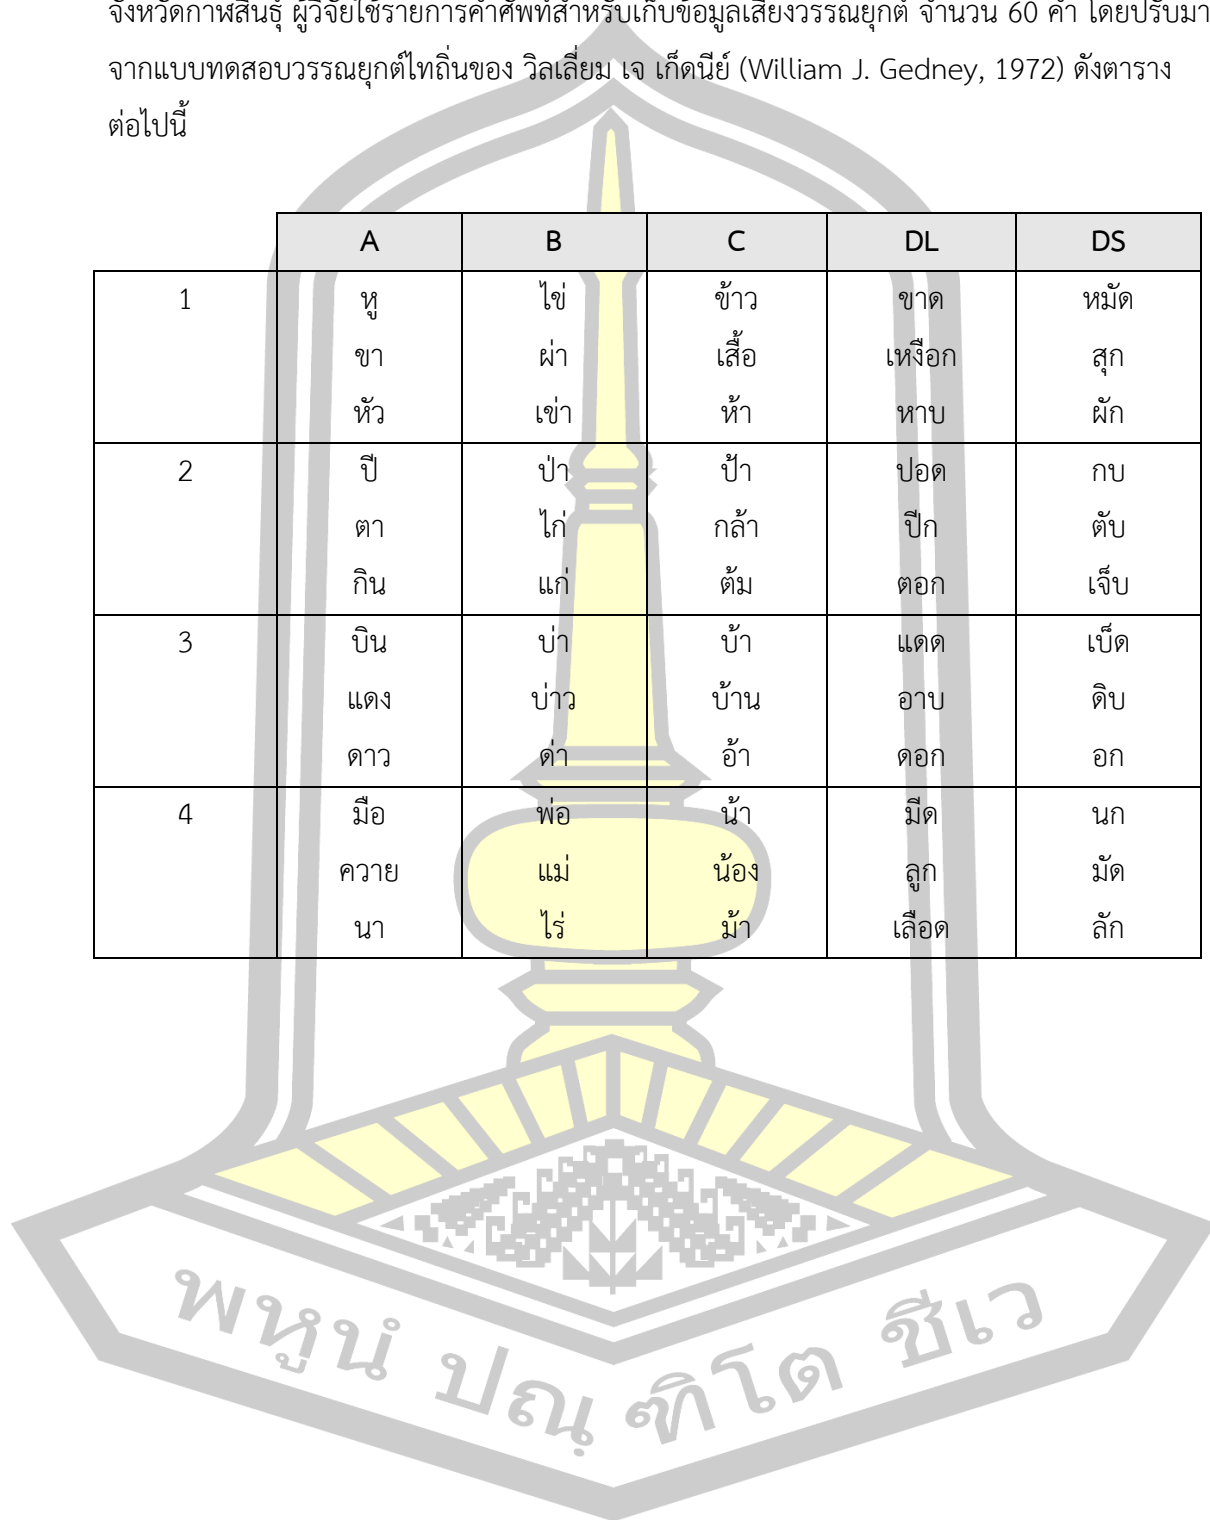 จังหวัดกาฬสินธุ์ ผู้วิจัยใช้รายการคำศัพท์สำหรับเก็บข้อมูลเสียงวรรณยุกต์ จำนวน 60 คำ โดยปรับมา
จากแบบทดสอบวรรณยุกต์ไทถิ่นของ วิลเลี่ยม เจ เก็ดนีย์ (William J. Gedney, 1972) ดังตาราง
ต่อไปนี้
A B C DL DS
1 หู ไข่ ข้าว ขาด หมัด
ขา ผ่า เสื้อ เหงือก สุก
หัว เข่า ห้า หาบ ผัก
2 ปี ป่า ป้า ปอด กบ
ตา ไก่ กล้า ปีก ตับ
กิน แก่ ต้ม ตอก เจ็บ
3 บิน บ่า บ้า แดด เบ็ด
แดง บ่าว บ้าน อาบ ดิบ
ดาว ด่า อ้า ดอก อก
4 มือ พ่อ น้า มีด นก
ควาย แม่ น้อง ลูก มัด
นา ไร่ ม้า เลือด ลัก
พหูนํ ปณฺฑิโต ชีเว